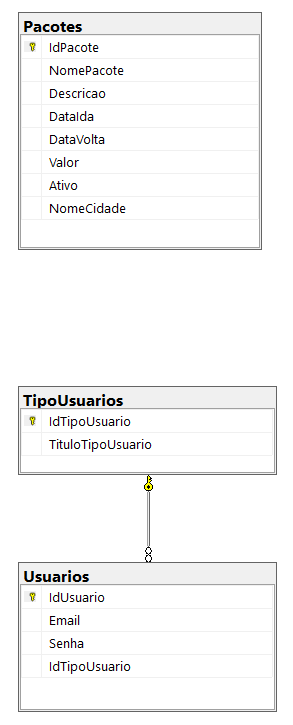 Pacotes
IdPacote
NomePacote
Descricao
DataIda
DataVolta
Valor
Ativo
NomeCidade
TipoUsuarios
IdTipoUsuario
TituloTipoUsuario
Usuarios
IdUsuario
Email
Senha
IdTipoUsuario